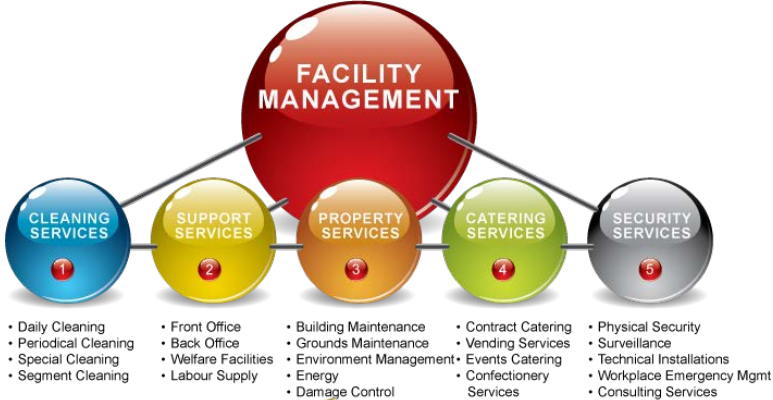 FACILITY
MANAGEMENT
CLEANING
SERVICES
1
SUPPORT
SERVICES
2
PROPERTY
SERVICES
3
CATERING
SERVICES
4
SECURITY
SERVICES
5
• Daily Cleaning
• Periodical Cleaning
• Special Cleaning
• Segment Cleaning
• Front Office
• Back Office
• Welfare Facilities
• Labour Supply
• Building Maintenance
• Grounds Maintenance
• Environment Management
• Energy
• Damage Control
• Contract Catering
• Vending Services
• Events Catering
• Confectionery
Services
• Physical Security
• Surveillance
• Technical Installations
• Workplace Emergency Mgmt
• Consulting Services